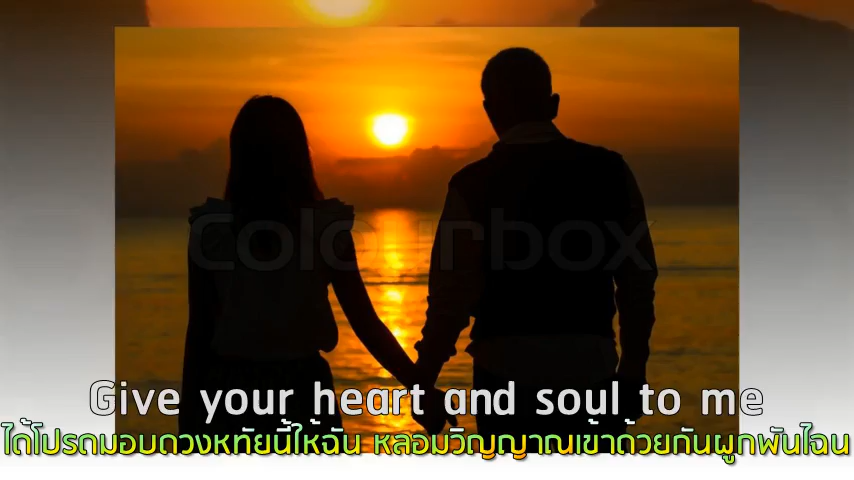 Colourbox
Give your heart and soul to me
ได้โปรดมอบดวงหทัยนี้ให้ฉัน หลอมวิญญาณเข้าด้วยกันผูกพันไฉน